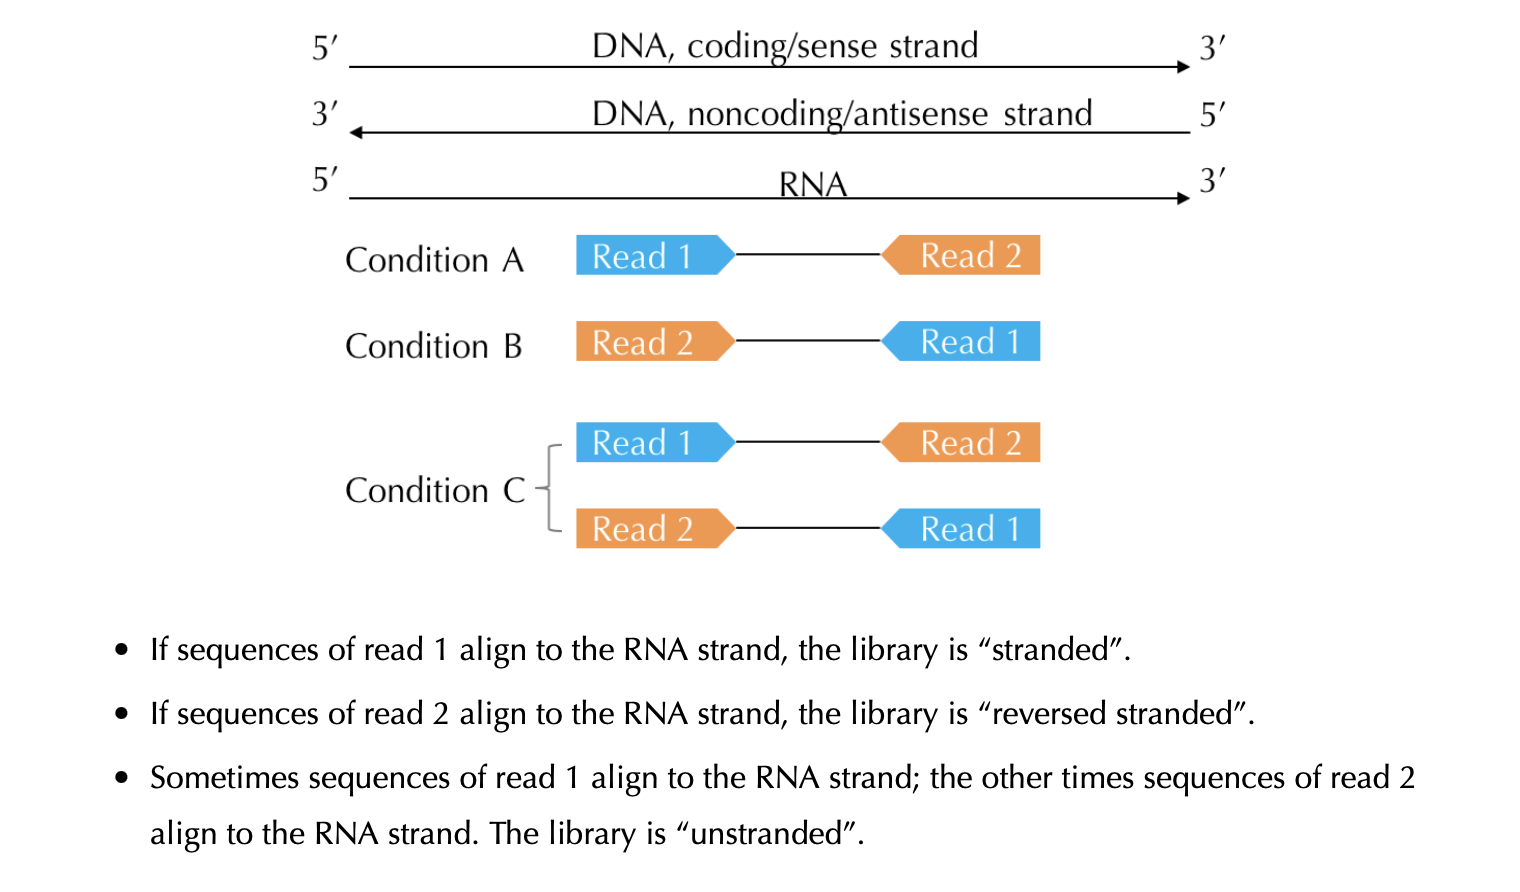 5′ DNA, coding/sense strand 3′
3′ DNA, noncoding/antisense strand 5′
5′ RNA 3′
Condition A Read 1 Read 2
Condition B Read 2 Read 1
Read 1 Read 2
Condition C
Read 2 Read 1
• If sequences of read 1 align to the RNA strand, the library is “stranded”.
• If sequences of read 2 align to the RNA strand, the library is “reversed stranded”.
• Sometimes sequences of read 1 align to the RNA strand; the other times sequences of read 2
align to the RNA strand. The library is “unstranded”.